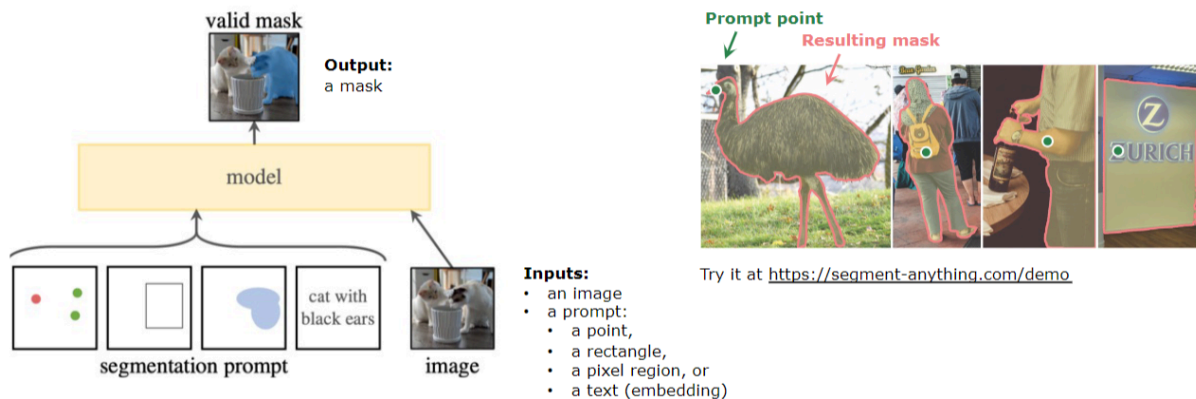 valid mask
Output:
a mask
model
cat with
black ears
segmentation prompt
image
Inputs:
• an image
• a prompt:
• a point,
• a rectangle,
• a pixel region, or
• a text (embedding)
Prompt point
Resulting mask
Z
ZURICH
Try it at https://segment-anything.com/demo